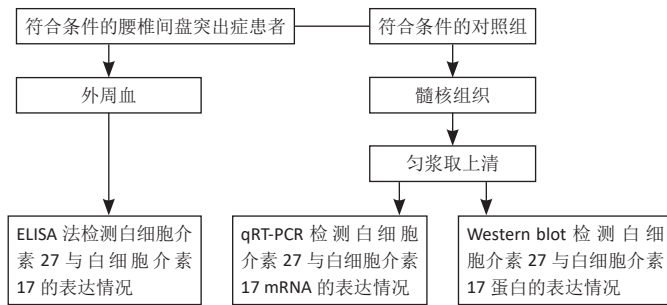 符合条件的腰椎间盘突出症患者
符合条件的对照组
外周血
髓核组织
匀浆取上清
ELISA 法检测白细胞介
素 27 与白细胞介素
17 的表达情况
qRT-PCR 检测白细胞
介素 27 与白细胞介素
17 mRNA 的表达情况
Western blot 检测白细
胞介素 27 与白细胞介素
17 蛋白的表达情况